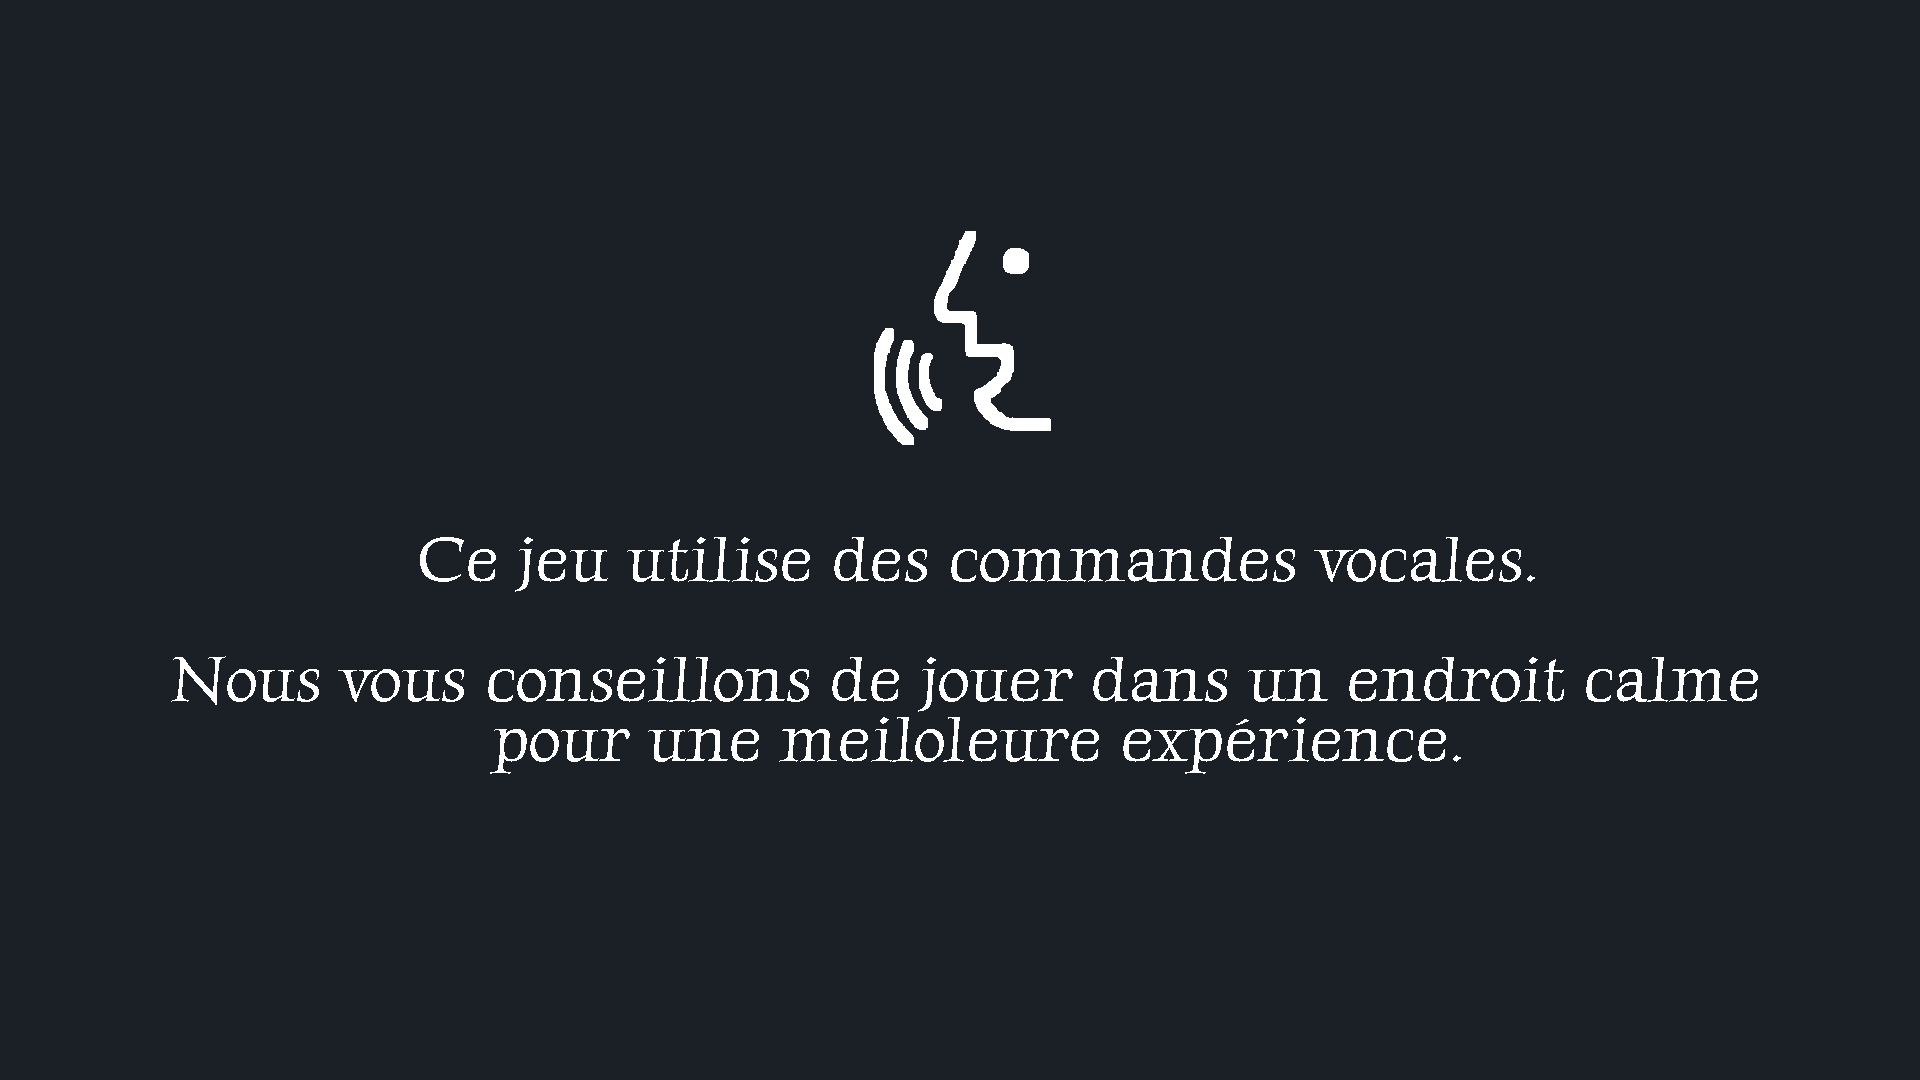 Ce jeu utilise des commandes vocales.
Nous vous conseillons de jouer dans un endroit calme
pour une meiloleure expérience.